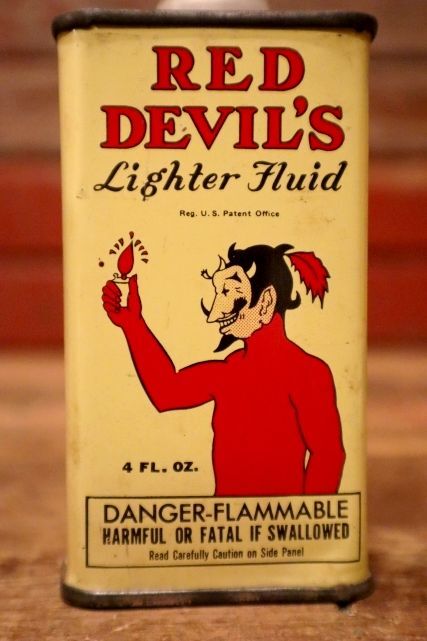 RED
DEVIL'S
Lighter Fluid
Reg. U. S. Patent Office
4 FL. OZ.
DANGER-FLAMMABLE
HARMFUL OR FATAL IF SWALLOWED
Read Carefully Caution on Side Panel